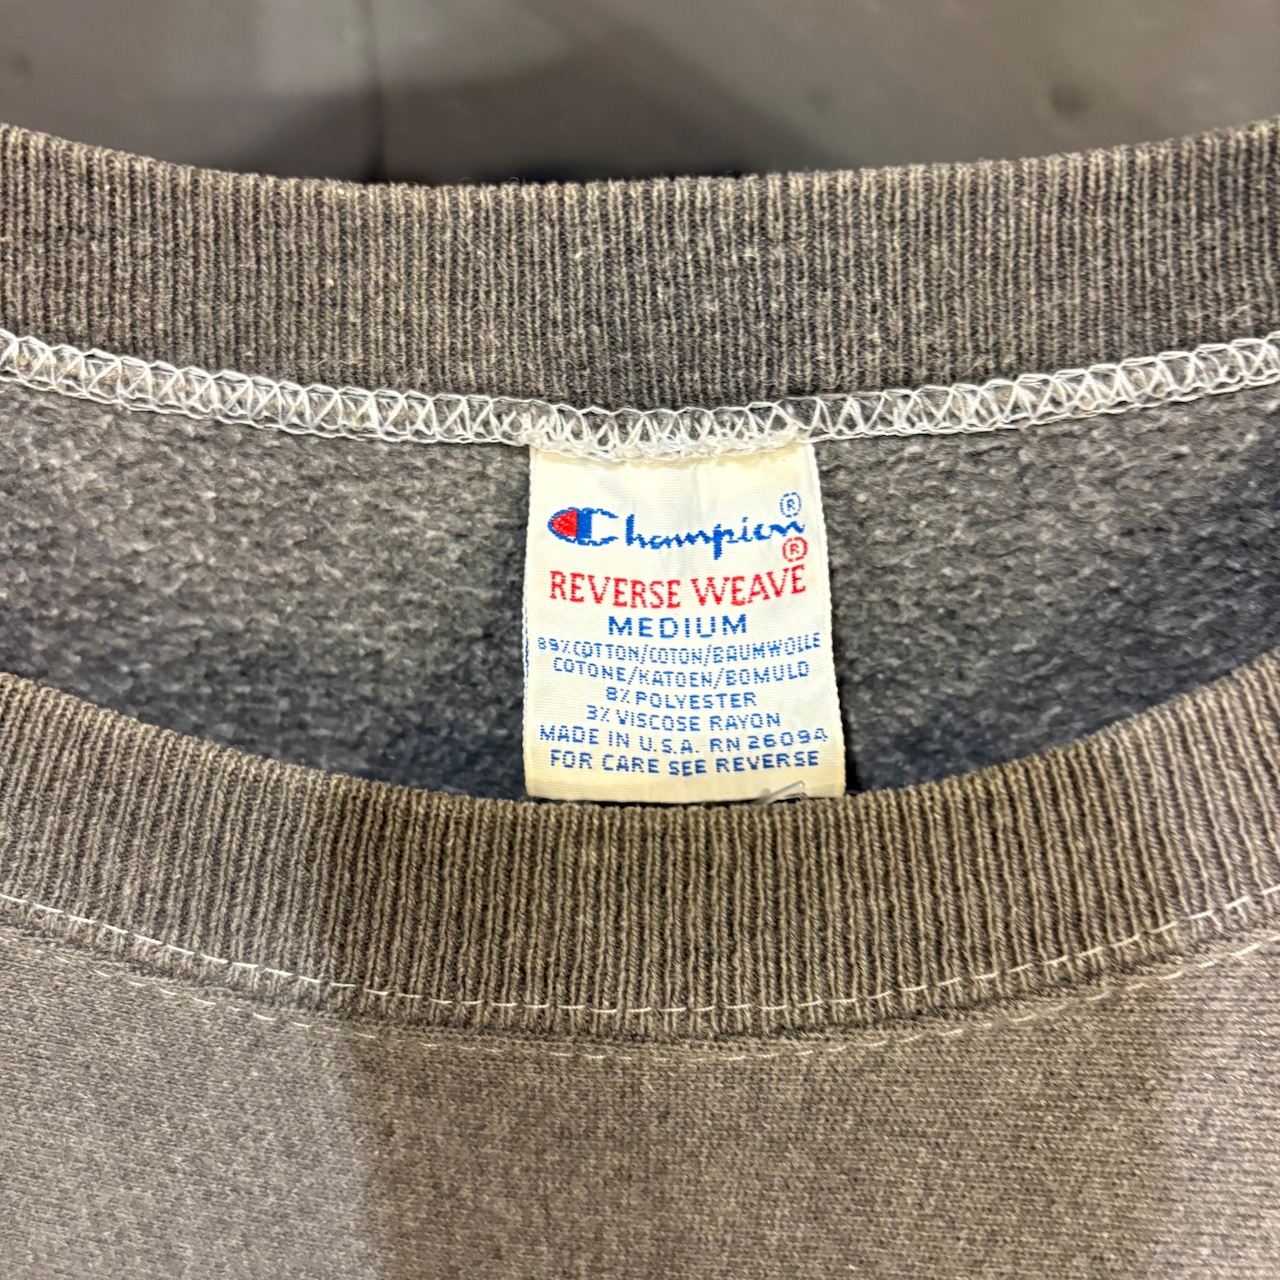 Champion®
REVERSE WEAVE®
MEDIUM
89% COTTON/COTON/BAUMWOLLE
COTONE/KATOEN/BOMULD
8% POLYESTER
3% VISCOSE RAYON
MADE IN U.S.A. RN 26094
FOR CARE SEE REVERSE